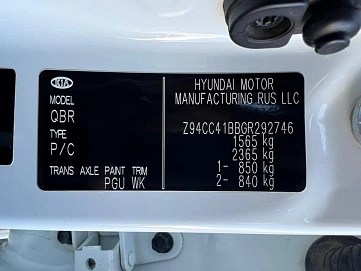 KIA
MODEL
QBR
TYPE
P/C
TRANS AXLE PAINT TRIM
PGU WK
HYUNDAI MOTOR
MANUFACTURING RUS LLC
Z94CC41BBGR292746
1565 kg
2365 kg
1- 850 kg
2- 840 kg